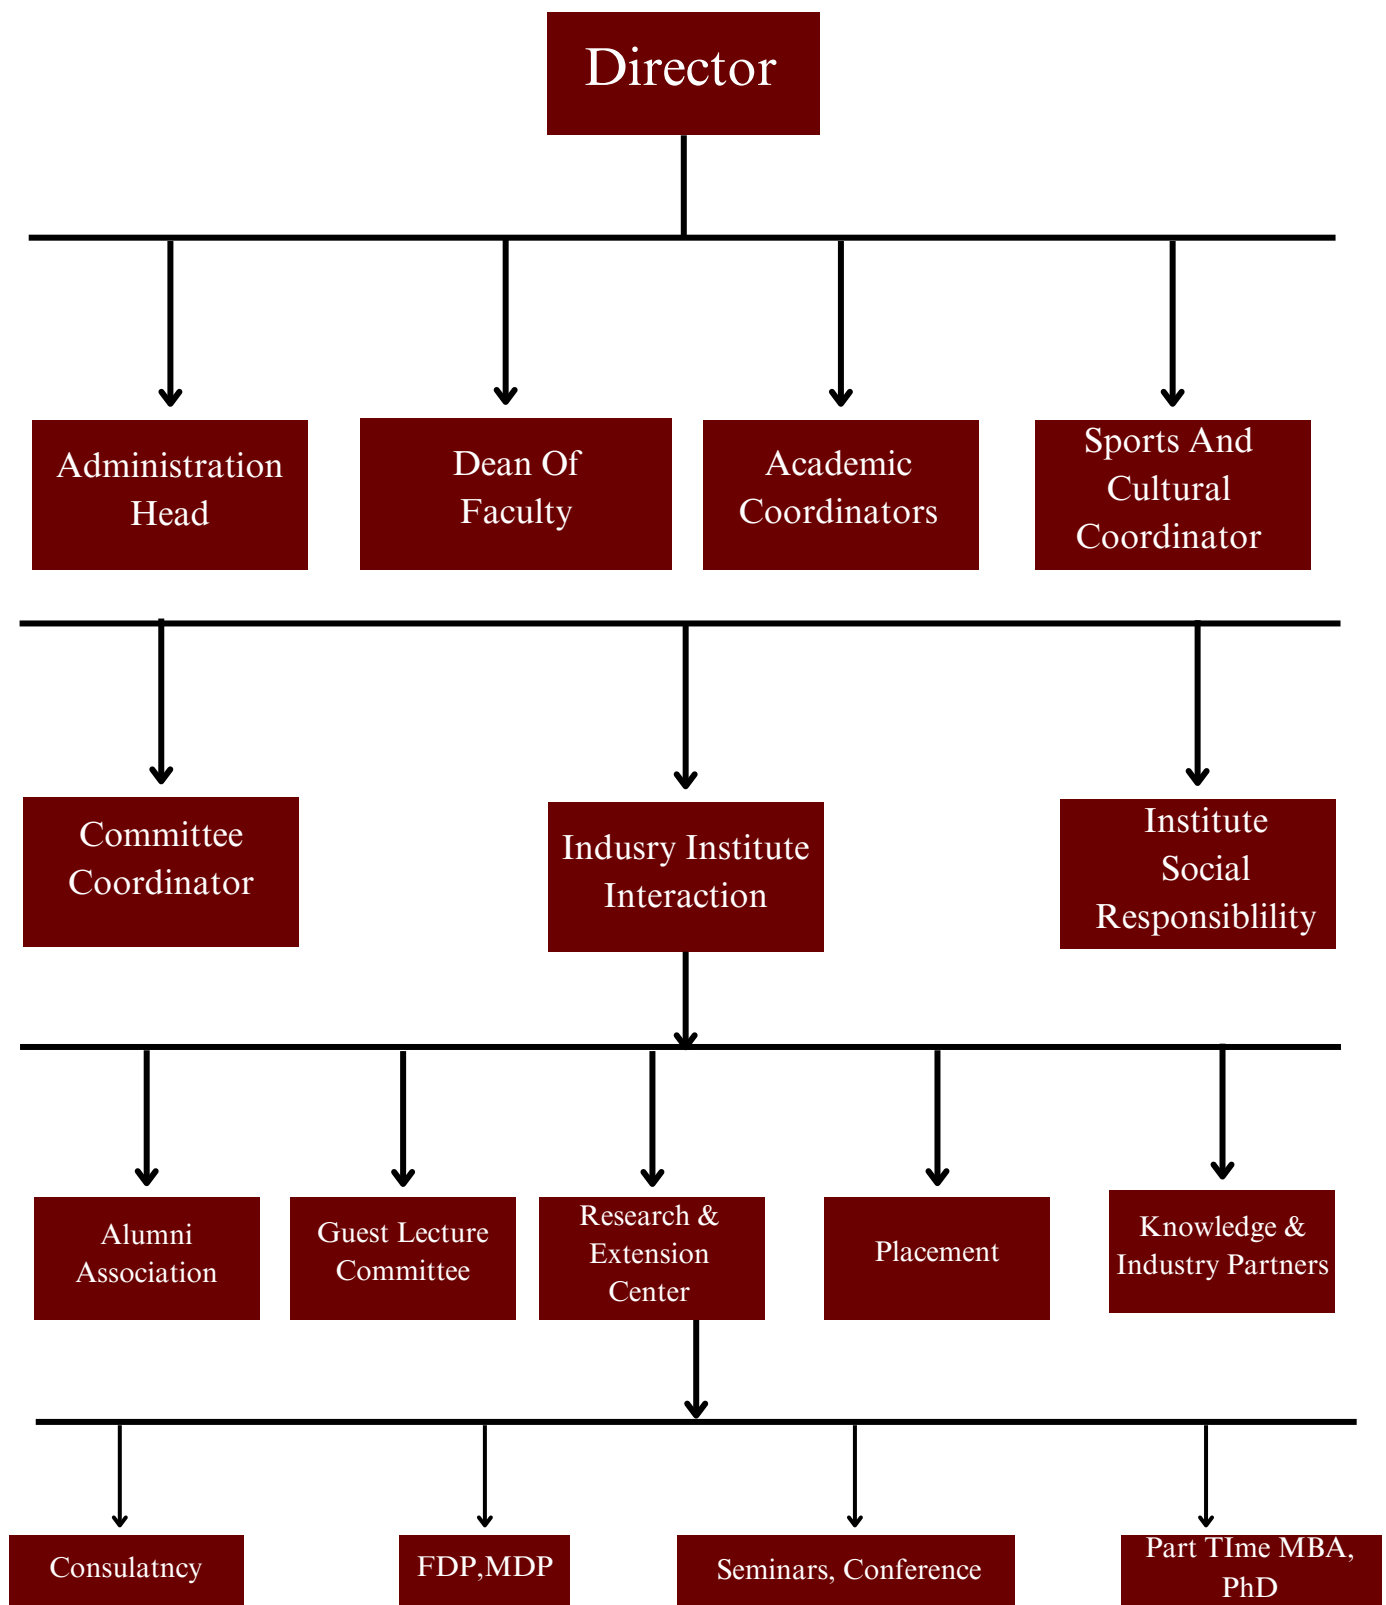 Director
Administration
Head
Dean Of
Faculty
Academic
Coordinators
Sports And
Cultural
Coordinator
Committee
Coordinator
Indusry Institute
Interaction
Institute
Social
Responsiblility
Alumni
Association
Guest Lecture
Committee
Research &
Extension
Center
Placement
Knowledge &
Industry Partners
Consulatncy
FDP,MDP
Seminars, Conference
Part TIme MBA,
PhD